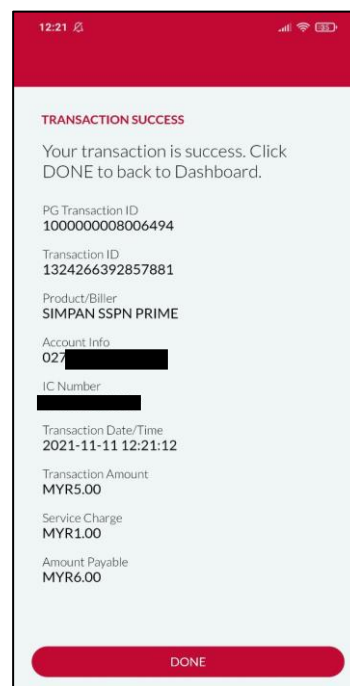 12:21
35
TRANSACTION SUCCESS
Your transaction is success. Click
DONE to back to Dashboard.
PG Transaction ID
1000000008006494
Transaction ID
1324266392857881
Product/Biller
SIMPAN SSPN PRIME
Account Info
027
IC Number
Transaction Date/Time
2021-11-11 12:21:12
Transaction Amount
MYR5.00
Service Charge
MYR1.00
Amount Payable
MYR6.00
DONE